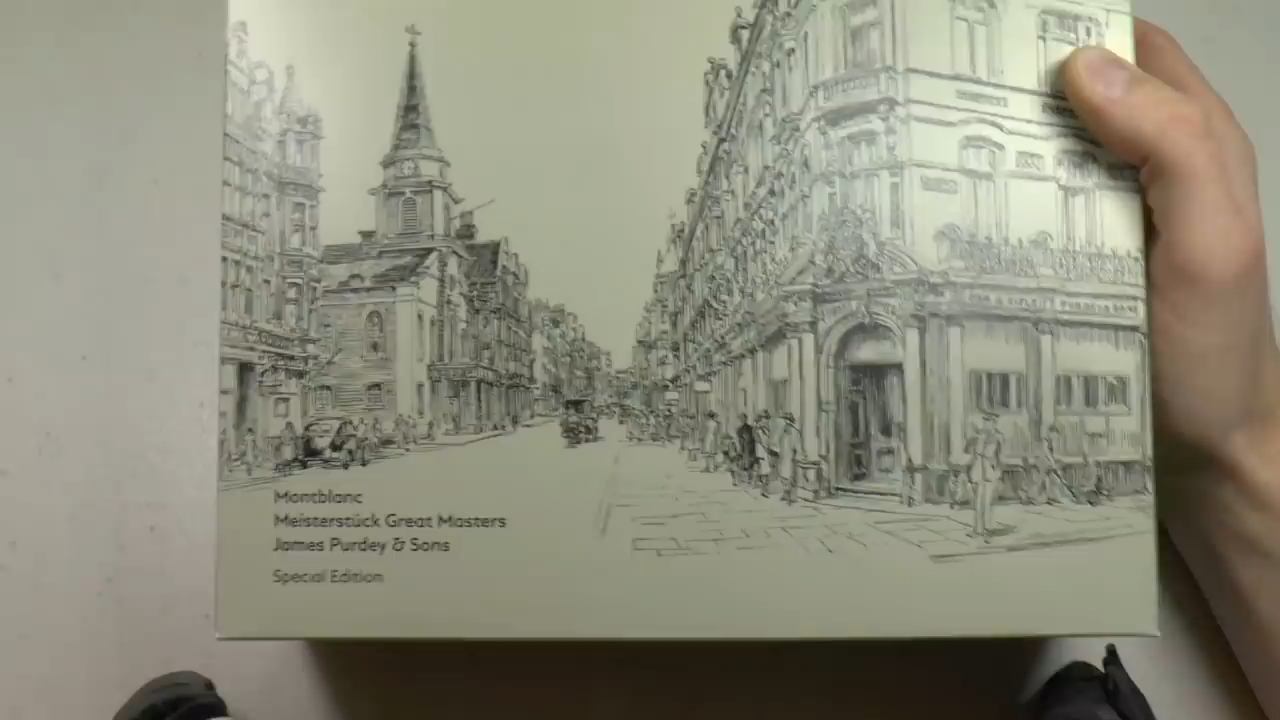 Montblanc
Meisterstück Great Masters
James Purdey & Sons
Special Edition